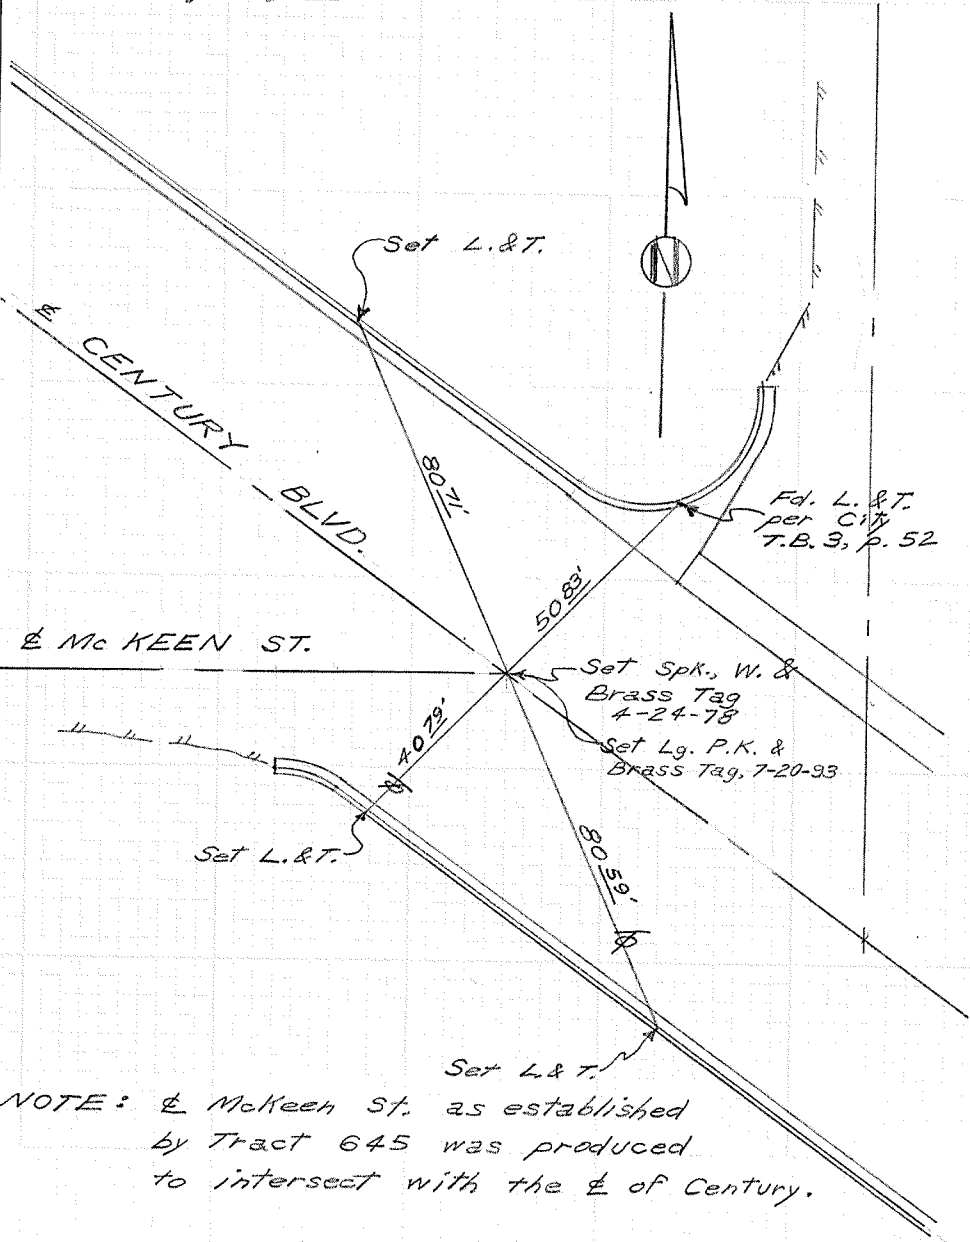 Set L.&T.
℄ CENTURY BLVD.
80.71'
Fd. L.&T.
per City
T.B. 3, p. 52
50.83'
℄ Mc KEEN ST.
Set Spk., W. &
Brass Tag
4-24-78
Set Lg. P.K. &
Brass Tag, 7-20-93
40.79'
Set L.&T.
80.59'
Set L.&T.
NOTE: ℄ McKeen St. as established
by Tract 645 was produced
to intersect with the ℄ of Century.